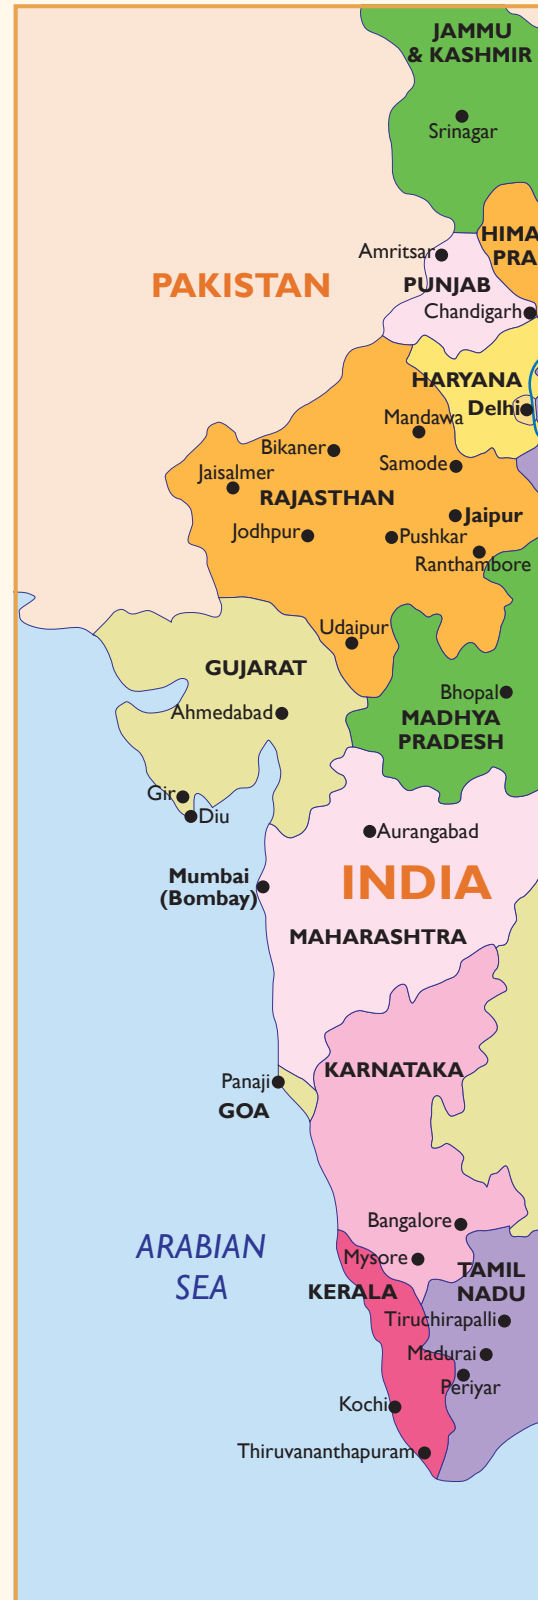 JAMMU
& KASHMIR
Srinagar
HIMA
PRA
Amritsar
PAKISTAN
PUNJAB
Chandigarh
HARYANA
Delhi
Mandawa
Bikaner
Samode
Jaisalmer
RAJASTHAN
Jaipur
Jodhpur
Pushkar
Ranthambore
Udaipur
GUJARAT
Bhopal
Ahmedabad
MADHYA
PRADESH
Gir
Diu
Aurangabad
Mumbai
(Bombay)
INDIA
MAHARASHTRA
KARNATAKA
Panaji
GOA
Bangalore
ARABIAN
SEA
Mysore
TAMIL
NADU
KERALA
Tiruchirapalli
Madurai
Periyar
Kochi
Thiruvananthapuram